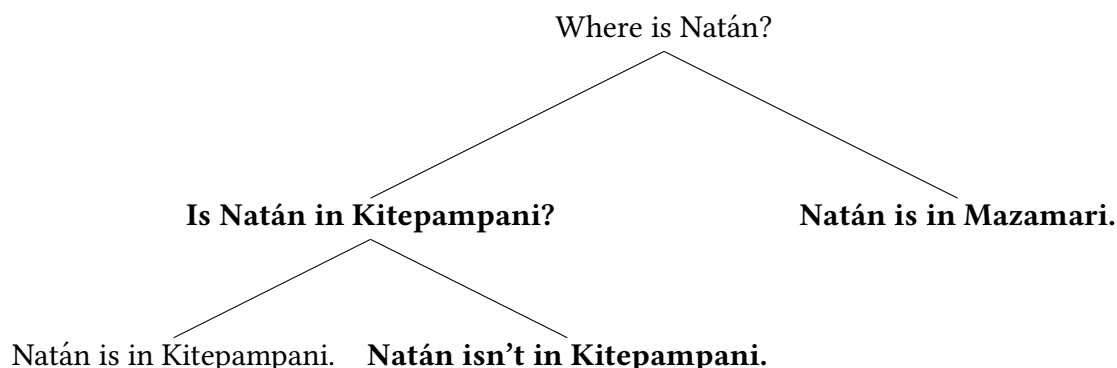 Where is Natán?
Is Natán in Kitepampani? Natán is in Mazamari.
Natán is in Kitepampani. Natán isn't in Kitepampani.